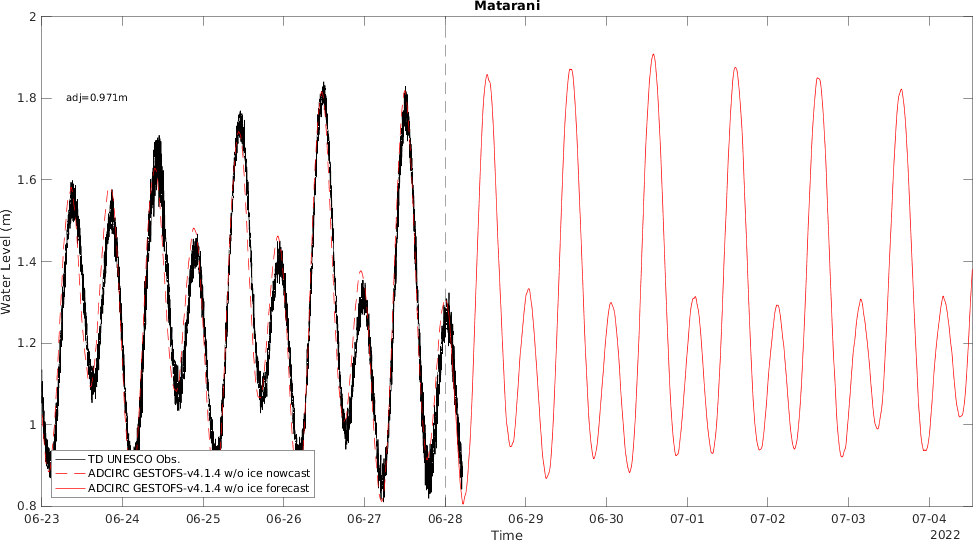 Matarani
2
1.8
1.6
1.4
1.2
1
0.8
Water Level (m)
adj=0.971m
TD UNESCO Obs.
ADCIRC GESTOFS-v4.1.4 w/o ice nowcast
ADCIRC GESTOFS-v4.1.4 w/o ice forecast
06-23 06-24 06-25 06-26 06-27 06-28 06-29 06-30 07-01 07-02 07-03 07-04
Time
2022